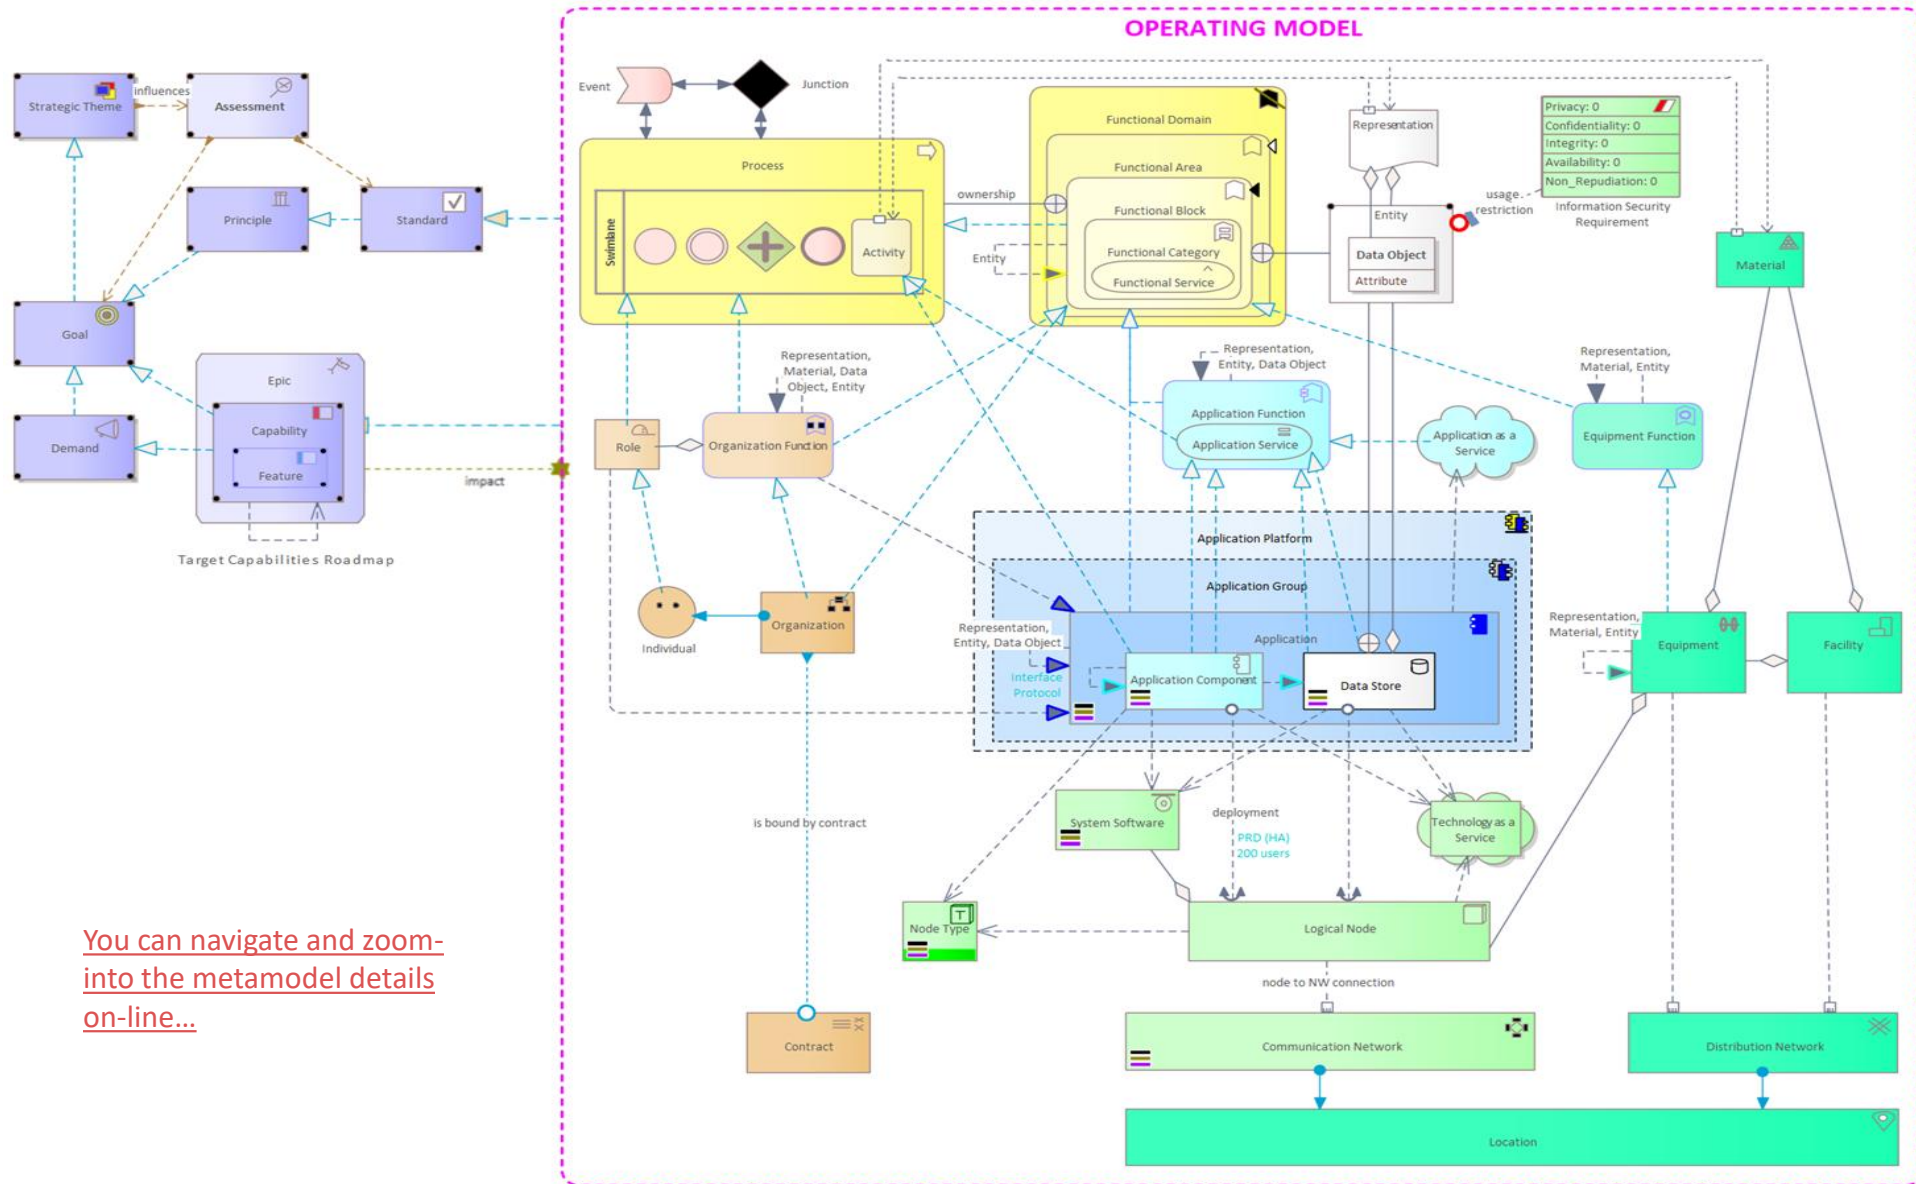 OPERATING MODEL
Strategic Theme
influences
Assessment
Principle
Standard
Goal
Demand
Epic
Capability
Feature
Target Capabilities Roadmap
impact
Event
Junction
Process
Swimlane
Activity
ownership
Functional Domain
Functional Area
Functional Block
Functional Category
Functional Service
Entity
Representation
Entity
Data Object
Attribute
usage.
restriction
Privacy: 0
Confidentiality: 0
Integrity: 0
Availability: 0
Non_Repudiation: 0
Information Security
Requirement
Material
Representation,
Material, Data
Object, Entity
Role
Organization Function
Representation,
Entity, Data Object
Application Function
Application Service
Application as a
Service
Representation,
Material, Entity
Equipment Function
Individual
Organization
Application Platform
Application Group
Application
Representation,
Entity, Data Object
Interface
Protocol
Application Component
Data Store
Representation,
Material, Entity
Equipment
Facility
is bound by contract
System Software
deployment
PRD (HA)
200 users
Technology as a
Service
T
Node Type
Logical Node
node to NW connection
Contract
Communication Network
Distribution Network
Location
You can navigate and zoom-
into the metamodel details
on-line...